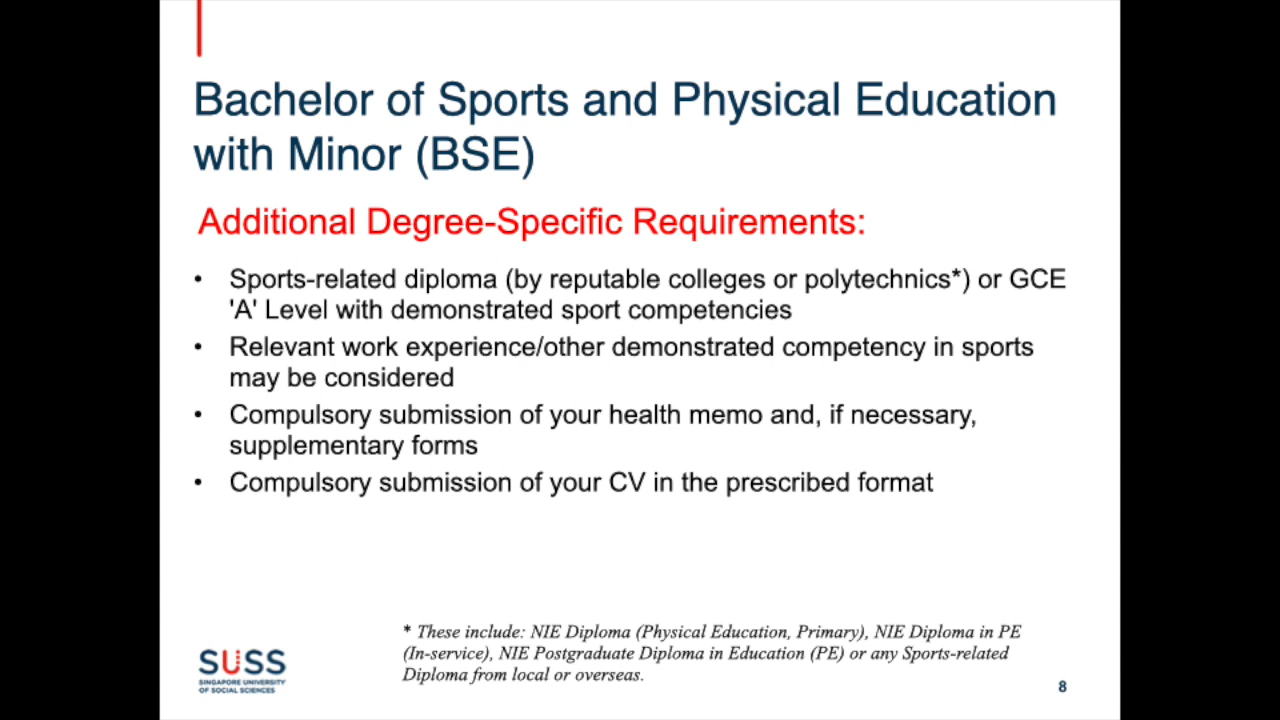 Bachelor of Sports and Physical Education
with Minor (BSE)
Additional Degree-Specific Requirements:
• Sports-related diploma (by reputable colleges or polytechnics*) or GCE
'A' Level with demonstrated sport competencies
• Relevant work experience/other demonstrated competency in sports
may be considered
• Compulsory submission of your health memo and, if necessary,
supplementary forms
• Compulsory submission of your CV in the prescribed format
* These include: NIE Diploma (Physical Education, Primary), NIE Diploma in PE
(In-service), NIE Postgraduate Diploma in Education (PE) or any Sports-related
Diploma from local or overseas.
SUSS
SINGAPORE UNIVERSITY
OF SOCIAL SCIENCES
8